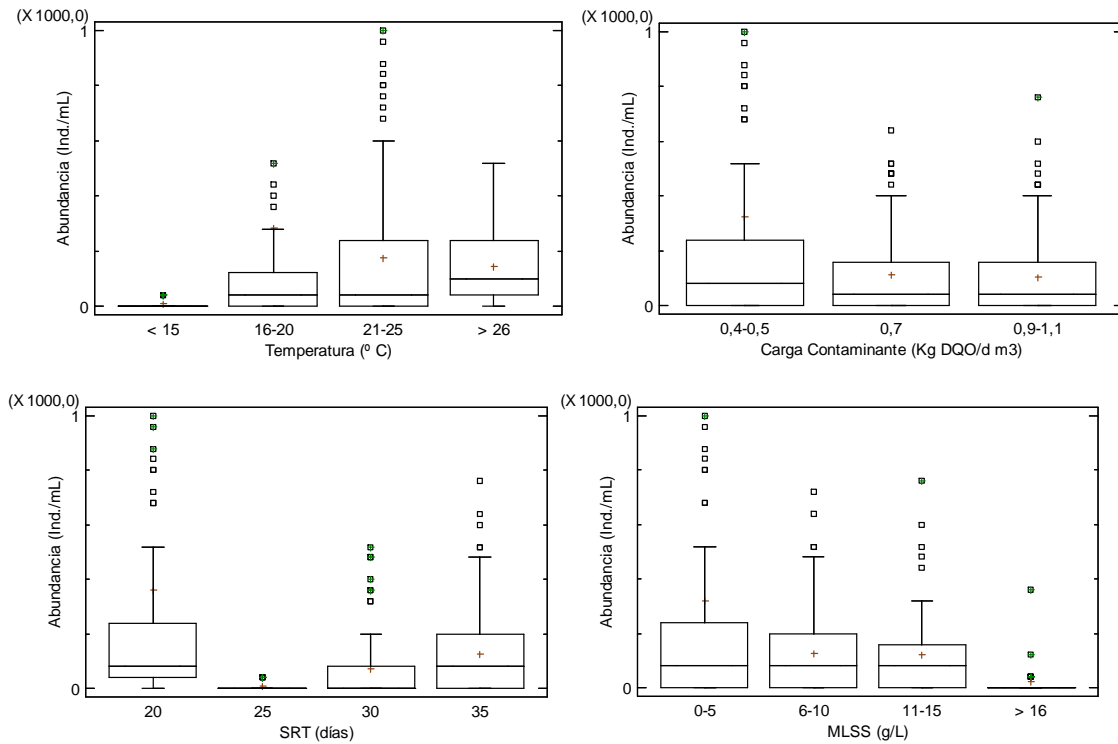 (X 1000,0)
1
Abundancia (Ind./mL)
0
< 15 16-20 21-25 > 26
Temperatura (º C)
(X 1000,0)
1
Abundancia (Ind./mL)
0
0,4-0,5 0,7 0,9-1,1
Carga Contaminante (Kg DQO/d m3)
(X 1000,0)
1
Abundancia (Ind./mL)
0
20 25 30 35
SRT (días)
(X 1000,0)
1
Abundancia (Ind./mL)
0
0-5 6-10 11-15 > 16
MLSS (g/L)